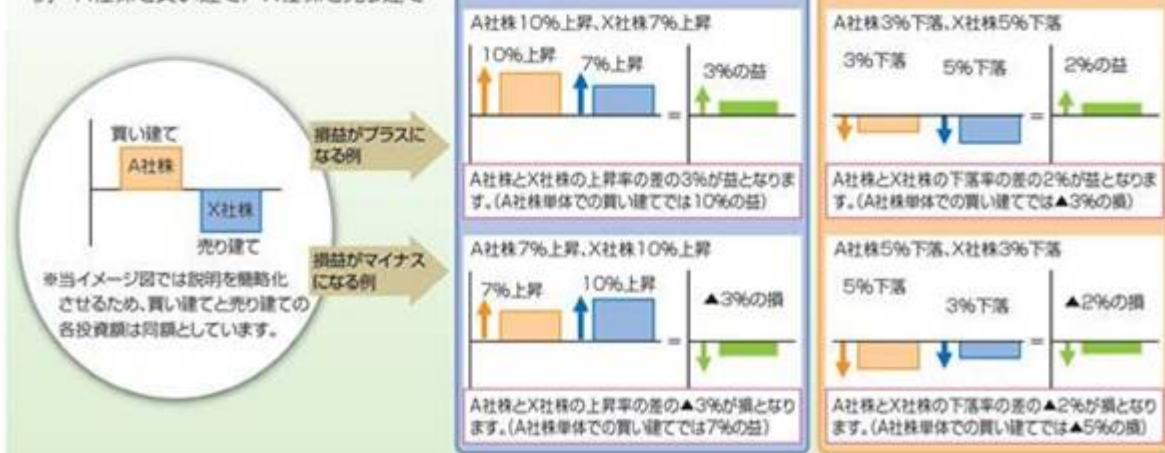 買い建て
A社株
X社株
売り建て
※当イメージ図では説明を簡略化
させるため、買い建てと売り建ての
各投資額は同額としています。
損益がプラスに
なる例
損益がマイナス
になる例
A社株10%上昇、X社株7%上昇
10%上昇
7%上昇
=
3%の益
A社株とX社株の上昇率の差の3%が益となりま
す。(A社株単体での買い建てでは10%の益)
A社株3%下落、X社株5%下落
3%下落
5%下落
=
2%の益
A社株とX社株の下落率の差の2%が益となりま
す。(A社株単体での買い建てでは▲3%の損)
A社株7%上昇、X社株10%上昇
7%上昇
10%上昇
=
▲3%の損
A社株とX社株の上昇率の差の▲3%が損となり
ます。(A社株単体での買い建てでは7%の益)
A社株5%下落、X社株3%下落
5%下落
3%下落
=
▲2%の損
A社株とX社株の下落率の差の▲2%が損となり
ます。(A社株単体での買い建てでは▲5%の損)